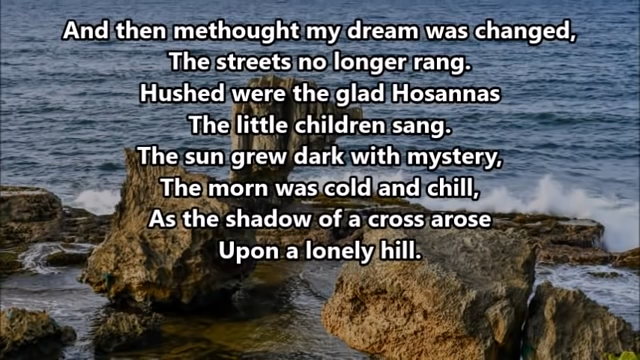 And then methought my dream was changed,
The streets no longer rang.
Hushed were the glad Hosannas
The little children sang.
The sun grew dark with mystery,
The morn was cold and chill,
As the shadow of a cross arose
Upon a lonely hill.